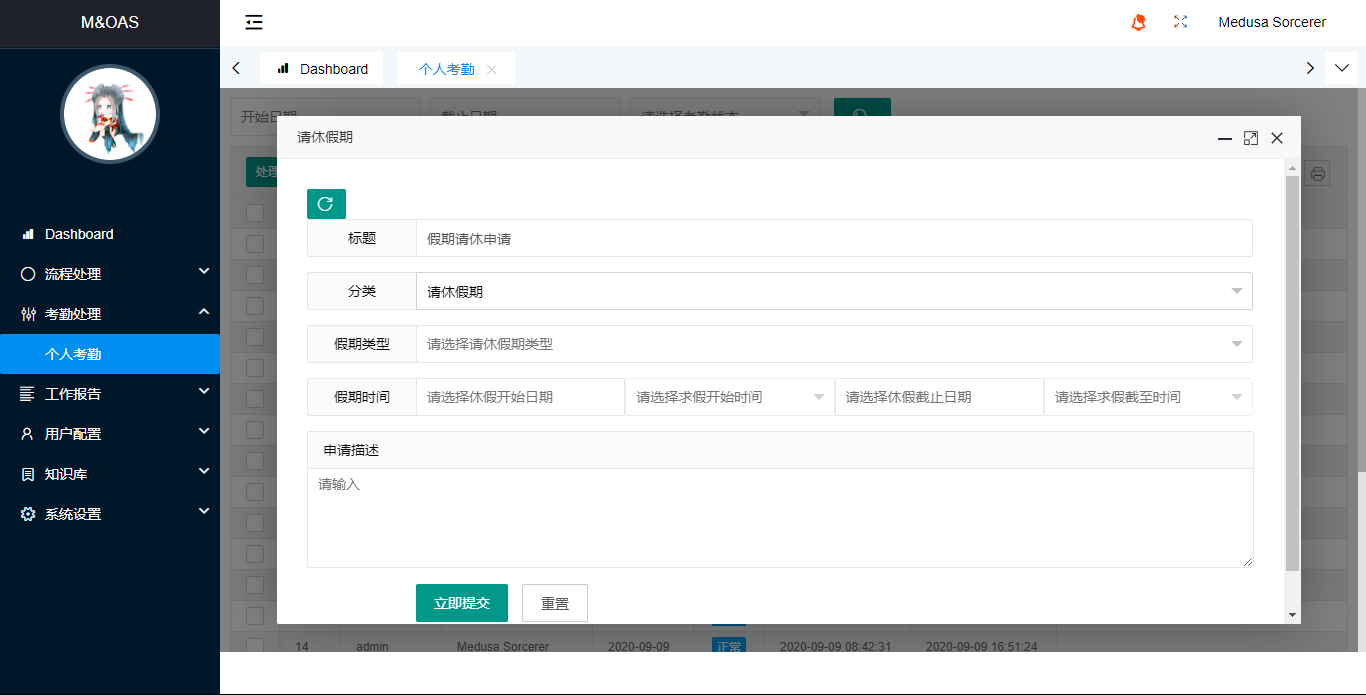 M&OAS
Medusa Sorcerer
Dashboard
个人考勤
Dashboard
流程处理
考勤处理
个人考勤
工作报告
用户配置
知识库
系统设置
开始日期
截止日期
请选择考勤状态
处理
请休假期
标题
假期请休申请
分类
请休假期
假期类型
请选择请休假期类型
假期时间
请选择休假开始日期
请选择求假开始时间
请选择休假截止日期
请选择求假截至时间
申请描述
请输入
立即提交
重置
14 admin Medusa Sorcerer 2020-09-09 正常 2020-09-09 08:42:31 2020-09-09 16:51:24